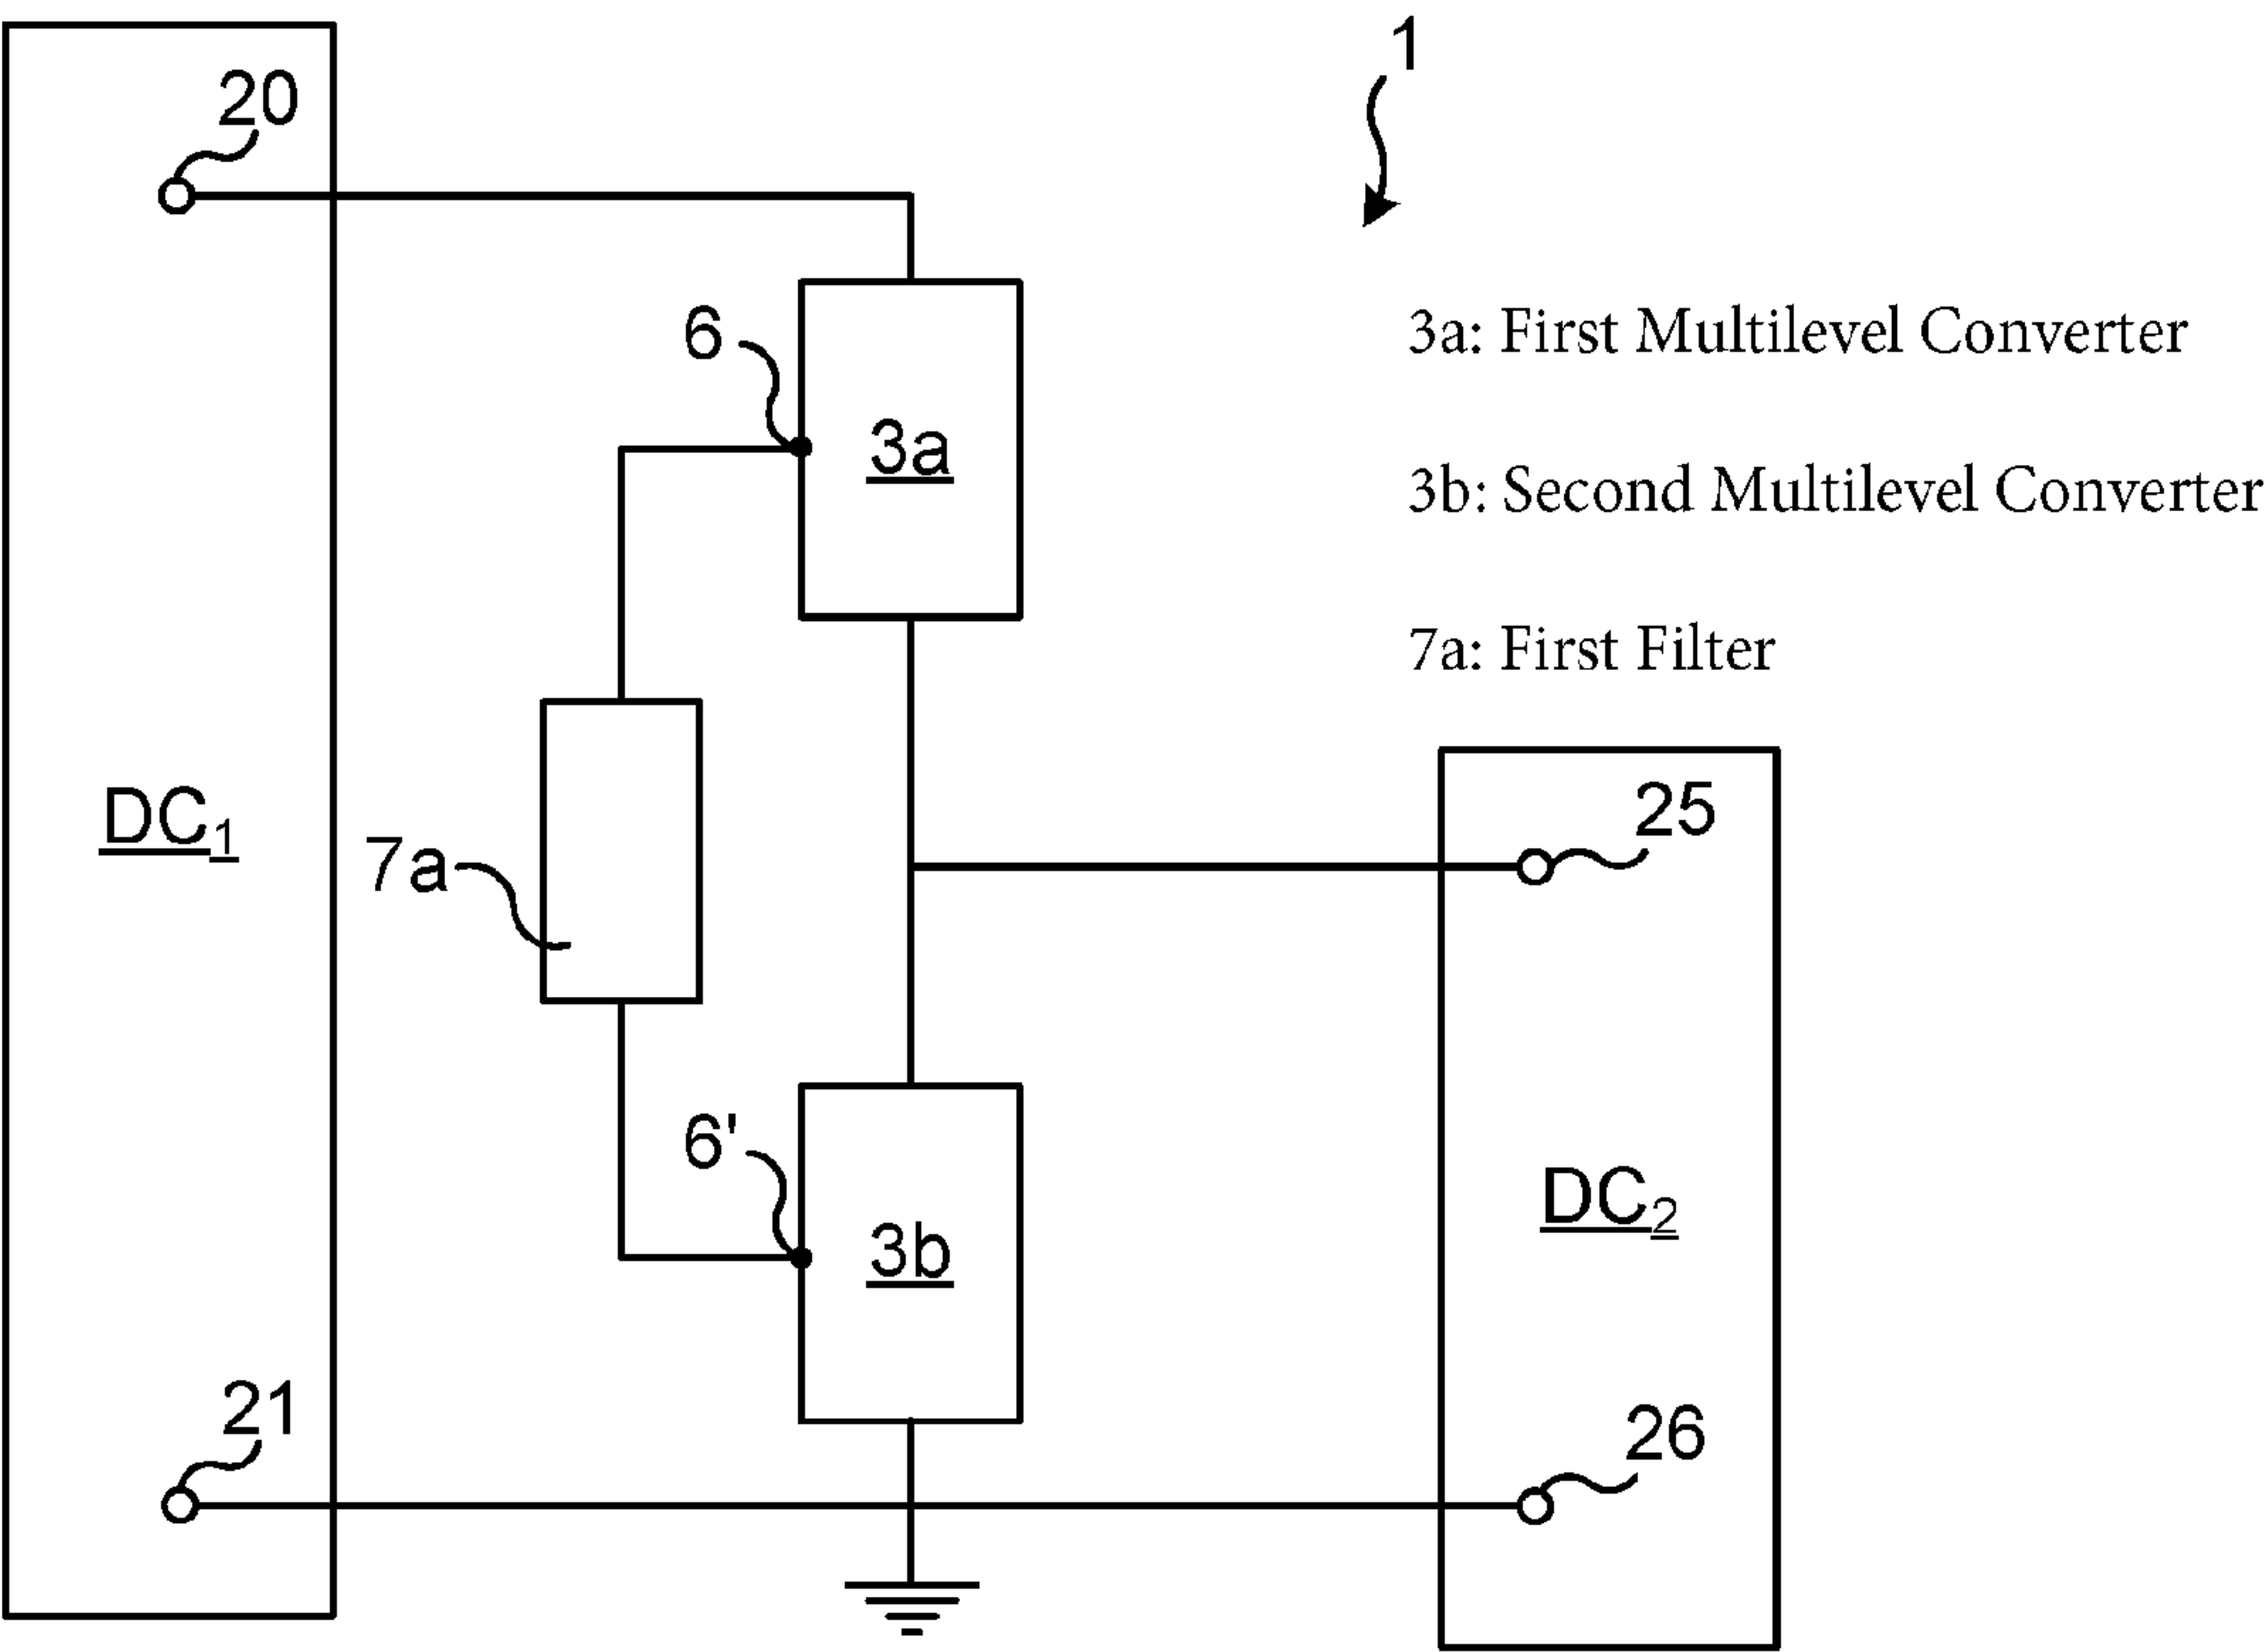 1
20
6
3a: First Multilevel Converter
3a
3b: Second Multilevel Converter
7a: First Filter
25
DC1
7a
6'
DC2
3b
21
26